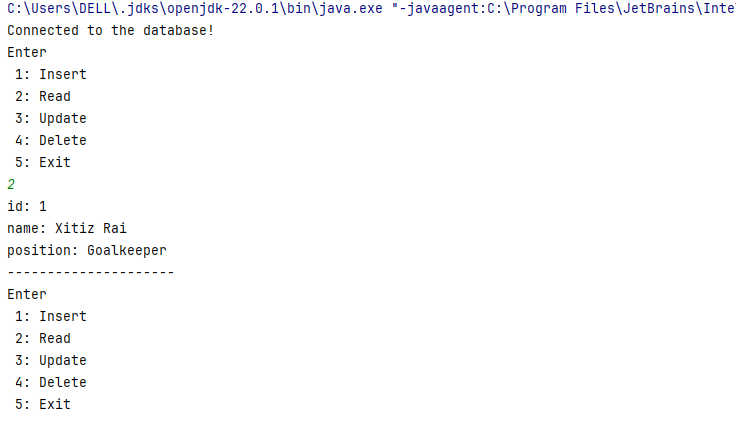 C:\Users\DELL\.jdks\openjdk-22.0.1\bin\java.exe "-javaagent:C:\Program Files\JetBrains\Inte
Connected to the database!
Enter
 1: Insert
 2: Read
 3: Update
 4: Delete
 5: Exit
2
id: 1
name: Xitiz Rai
position: Goalkeeper
---------------------
Enter
 1: Insert
 2: Read
 3: Update
 4: Delete
 5: Exit